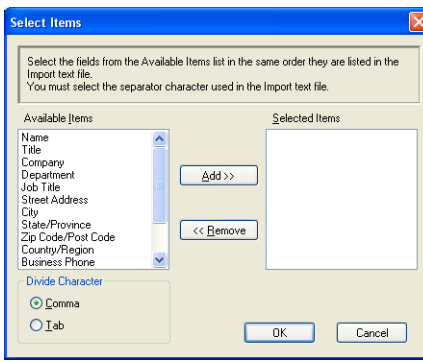 Select Items
Select the fields from the Available Items list in the same order they are listed in the
Import text file.
You must select the separator character used in the Import text file.
Available Items
Selected Items
Name
Title
Company
Department
Job Title
Street Address
City
State/Province
Zip Code/Post Code
Country/Region
Business Phone
Add >>
<< Remove
Divide Character
Comma
Tab
OK
Cancel